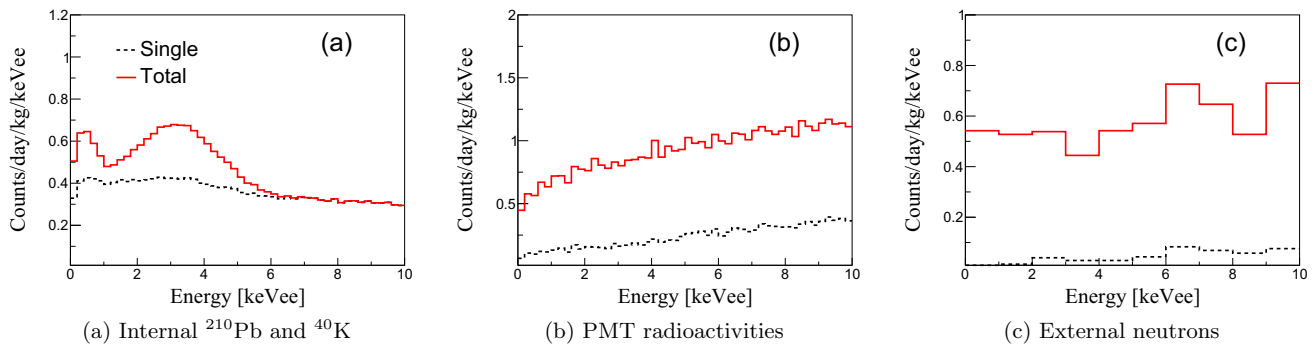 Counts/day/kg/keVee
1.2
1
0.8
0.6
0.4
0.2
(a)
Single
Total
0 2 4 6 8 10
Energy [keVee]
(a) Internal ²¹⁰Pb and ⁴⁰K
Counts/day/kg/keVee
2
1.5
1
0.5
(b)
0 2 4 6 8 10
Energy [keVee]
(b) PMT radioactivities
Counts/day/kg/keVee
1
0.8
0.6
0.4
0.2
0
(c)
0 2 4 6 8 10
Energy [keVee]
(c) External neutrons